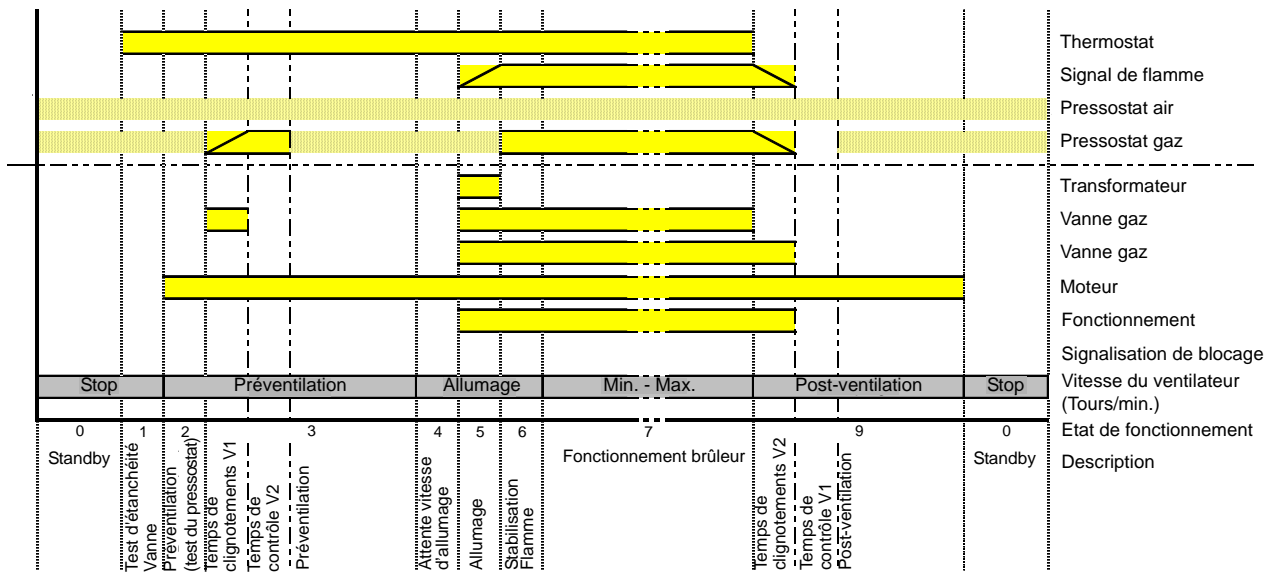 Thermostat
Signal de flamme
Pressostat air
Pressostat gaz
Transformateur
Vanne gaz
Vanne gaz
Moteur
Fonctionnement
Signalisation de blocage
Stop Préventilation Allumage Min. - Max. Post-ventilation Stop
Vitesse du ventilateur
(Tours/min.)
0 1 2 3 4 5 6 7 9 0
Etat de fonctionnement
Standby
Fonctionnement brûleur
Standby
Description
Test d'étanchéité
Vanne
Préventilation
(test du pressostat)
Temps de
clignotements V1
Temps de
contrôle V2
Préventilation
Attente vitesse
d'allumage
Allumage
Stabilisation
Flamme
Temps de
clignotements V2
Temps de
contrôle V1
Post-ventilation